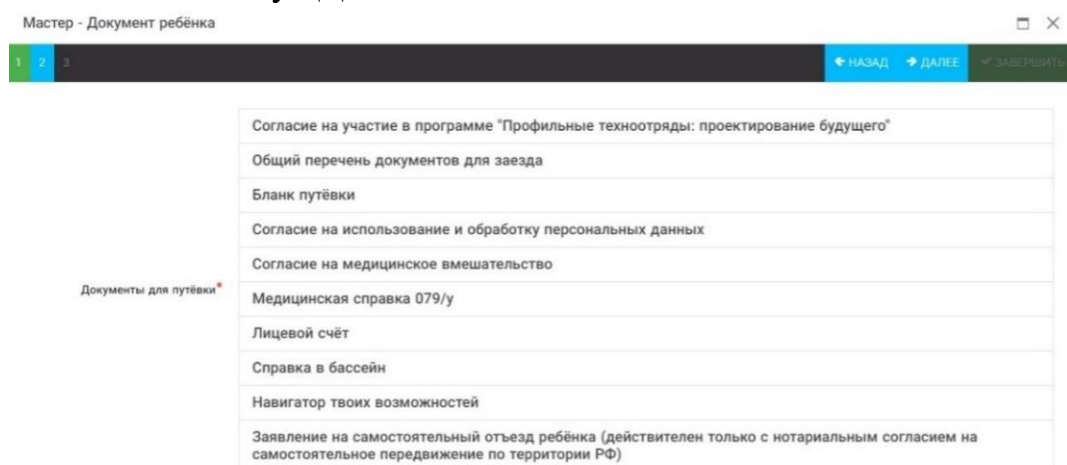 Мастер - Документ ребёнка
1 2 3 НАЗАД ДАЛЕЕ ЗАВЕРШИТЬ
Согласие на участие в программе "Профильные техноотряды: проектирование будущего"
Общий перечень документов для заезда
Бланк путёвки
Согласие на использование и обработку персональных данных
Согласие на медицинское вмешательство
Документы для путёвки*
Медицинская справка 079/у
Лицевой счёт
Справка в бассейн
Навигатор твоих возможностей
Заявление на самостоятельный отъезд ребёнка (действителен только с нотариальным согласием на
самостоятельное передвижение по территории РФ)